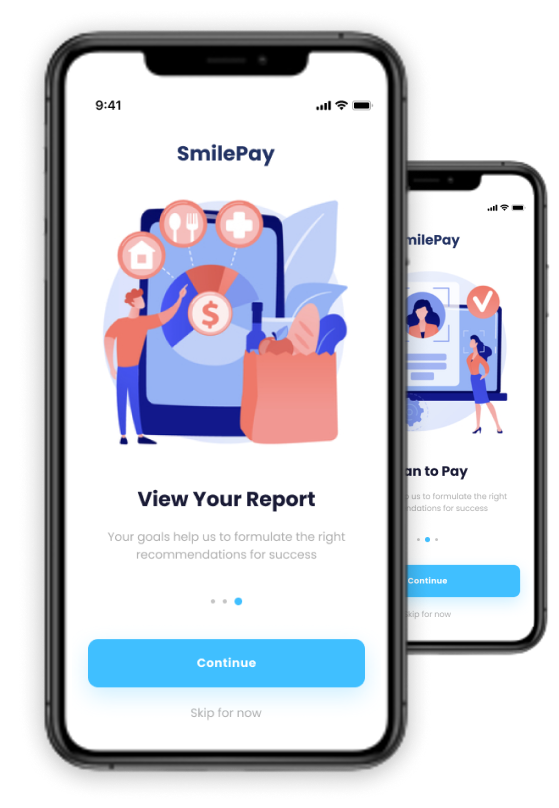 9:41
SmilePay
$
View Your Report
Your goals help us to formulate the right
recommendations for success
Continue
Skip for now
milePay
an to Pay
us to formulate the right
ndations for success
Continue
kip for now